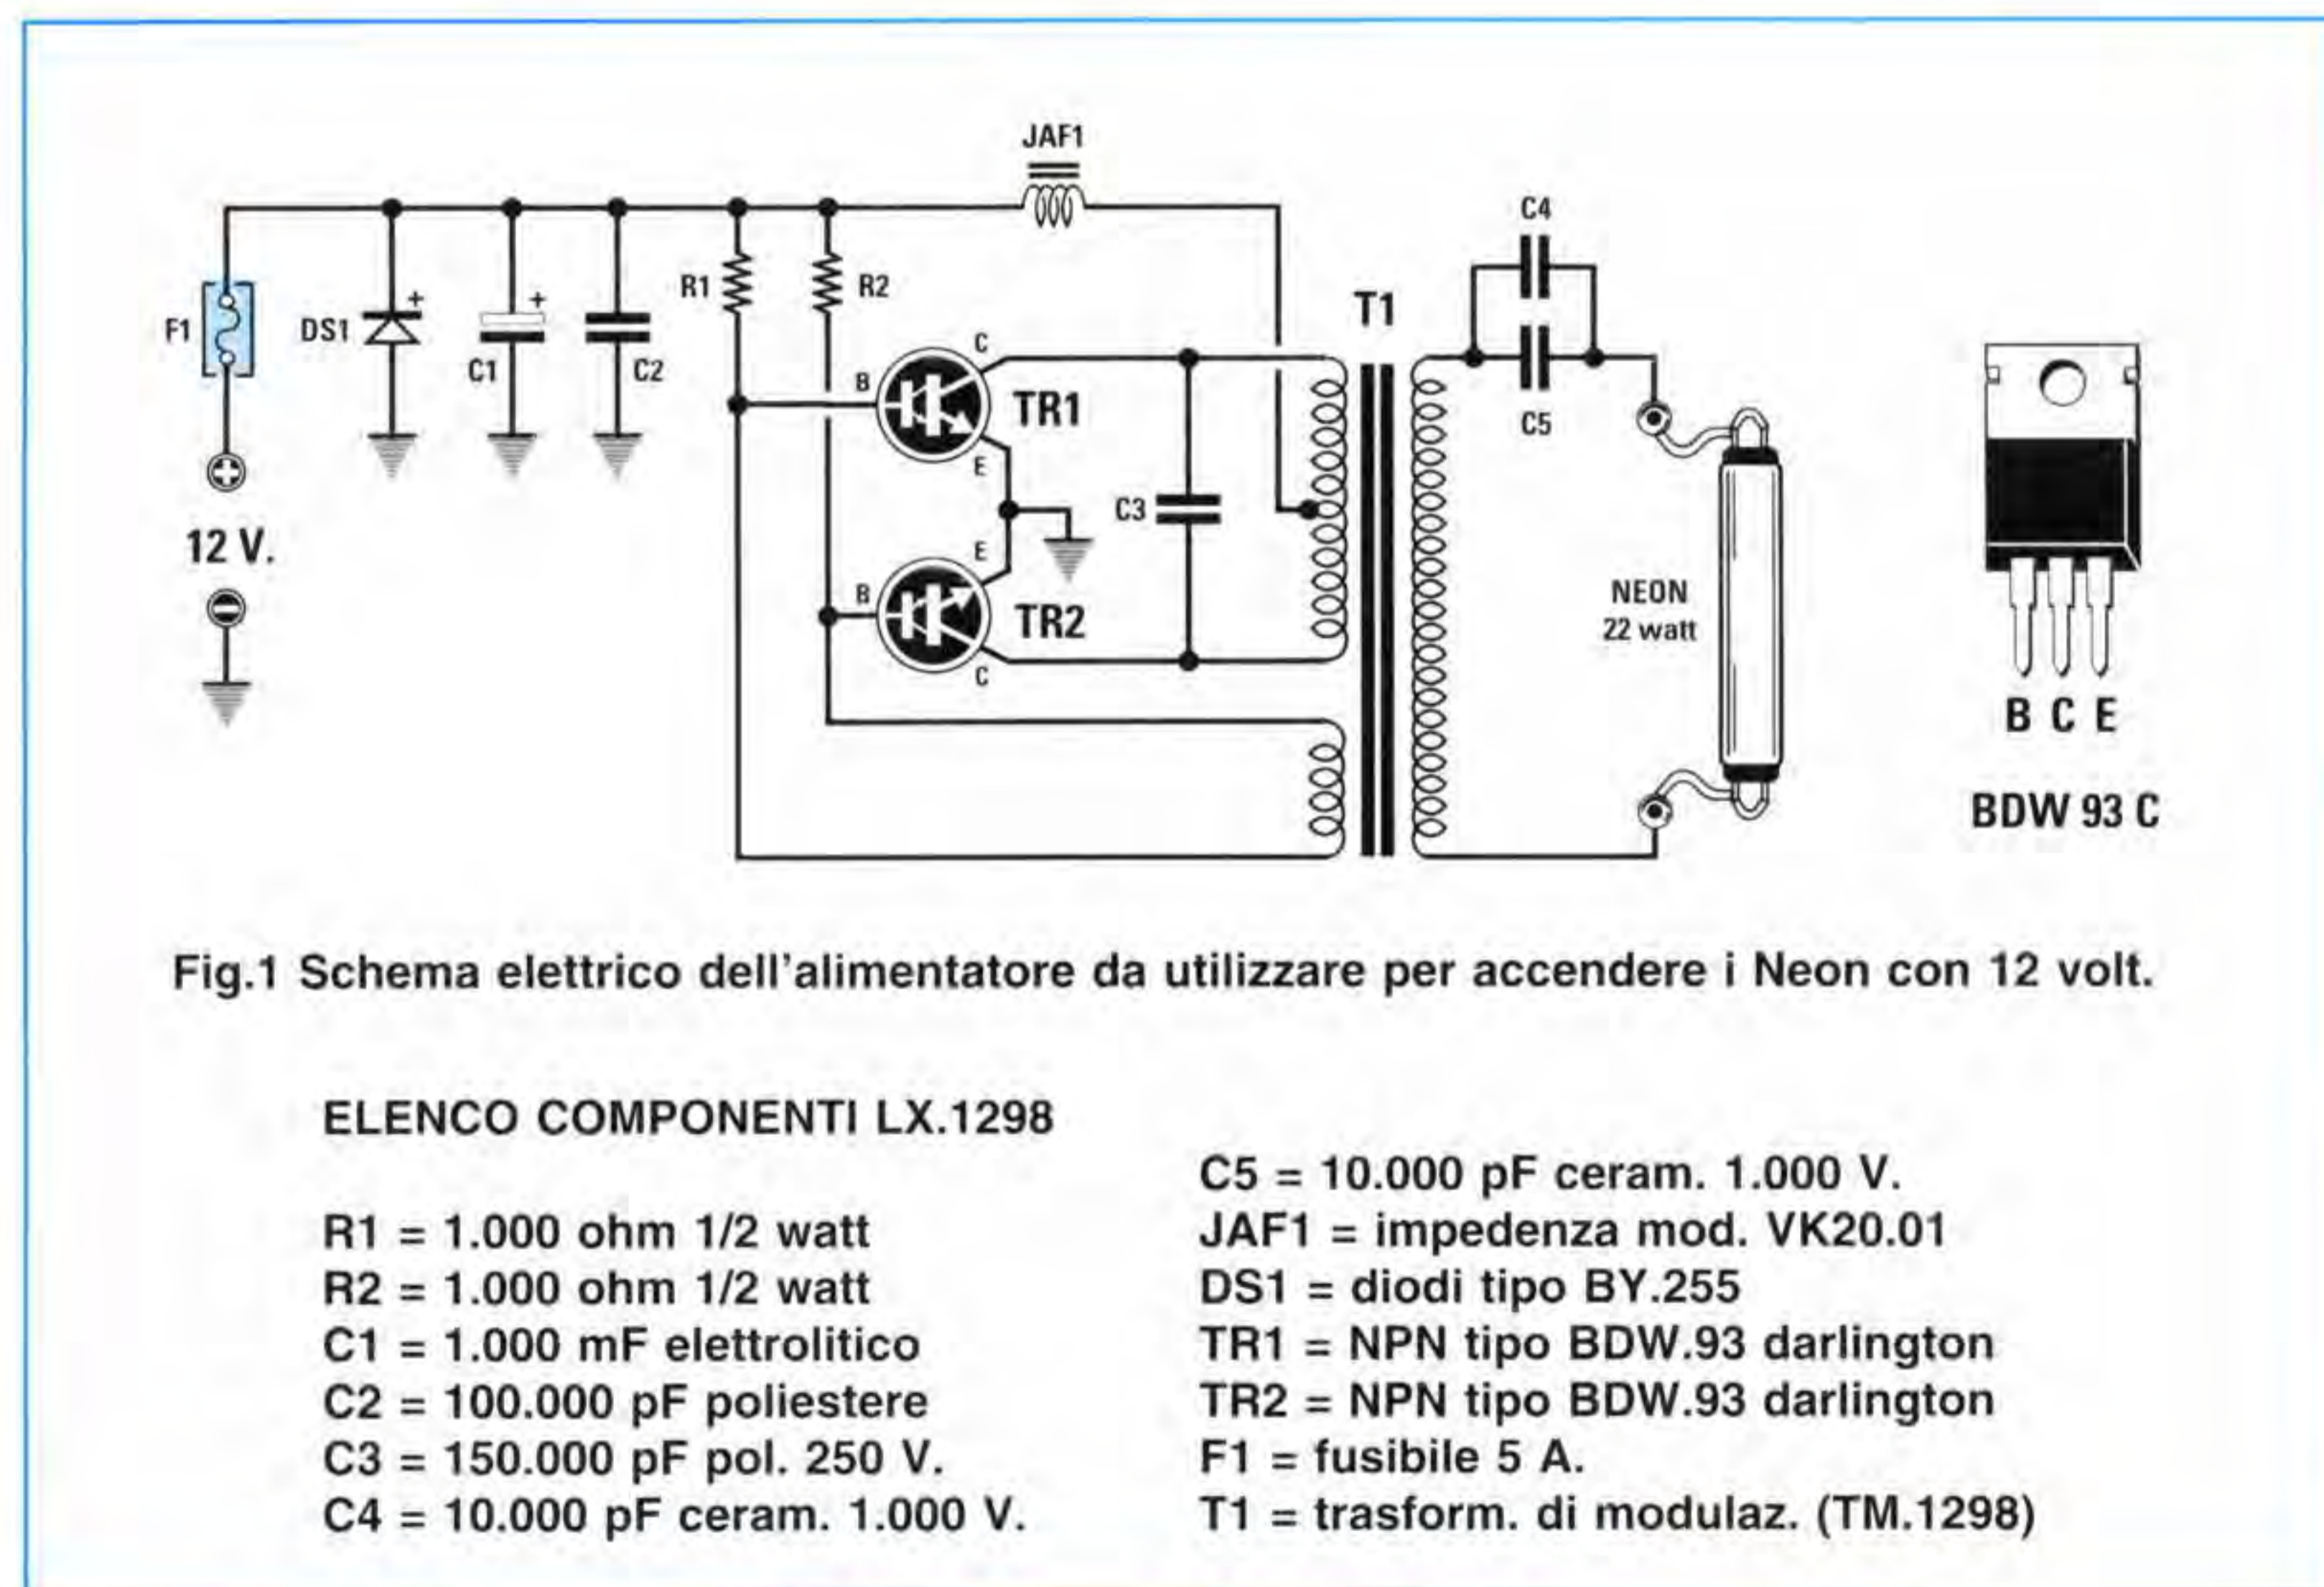 JAF1
C4
R1
R2
T1
F1
DS1
+
+
C1
C2
C
B
TR1
C5
E
C3
12 V.
E
B
TR2
C
NEON
22 watt
B C E
BDW 93 C
Fig.1 Schema elettrico dell'alimentatore da utilizzare per accendere i Neon con 12 volt.
ELENCO COMPONENTI LX.1298
R1 = 1.000 ohm 1/2 watt
R2 = 1.000 ohm 1/2 watt
C1 = 1.000 mF elettrolitico
C2 = 100.000 pF poliestere
C3 = 150.000 pF pol. 250 V.
C4 = 10.000 pF ceram. 1.000 V.
C5 = 10.000 pF ceram. 1.000 V.
JAF1 = impedenza mod. VK20.01
DS1 = diodi tipo BY.255
TR1 = NPN tipo BDW.93 darlington
TR2 = NPN tipo BDW.93 darlington
F1 = fusibile 5 A.
T1 = trasform. di modulaz. (TM.1298)